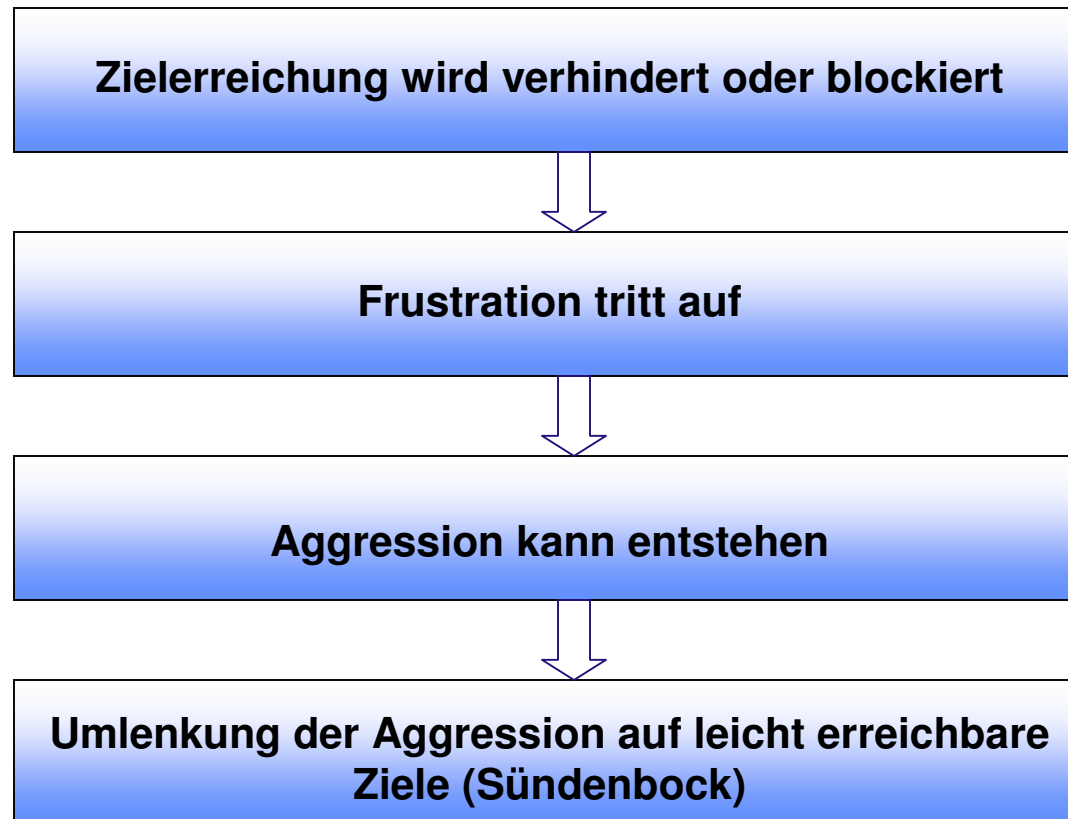 Zielerreichung wird verhindert oder blockiert
Frustration tritt auf
Aggression kann entstehen
Umlenkung der Aggression auf leicht erreichbare
Ziele (Sündenbock)